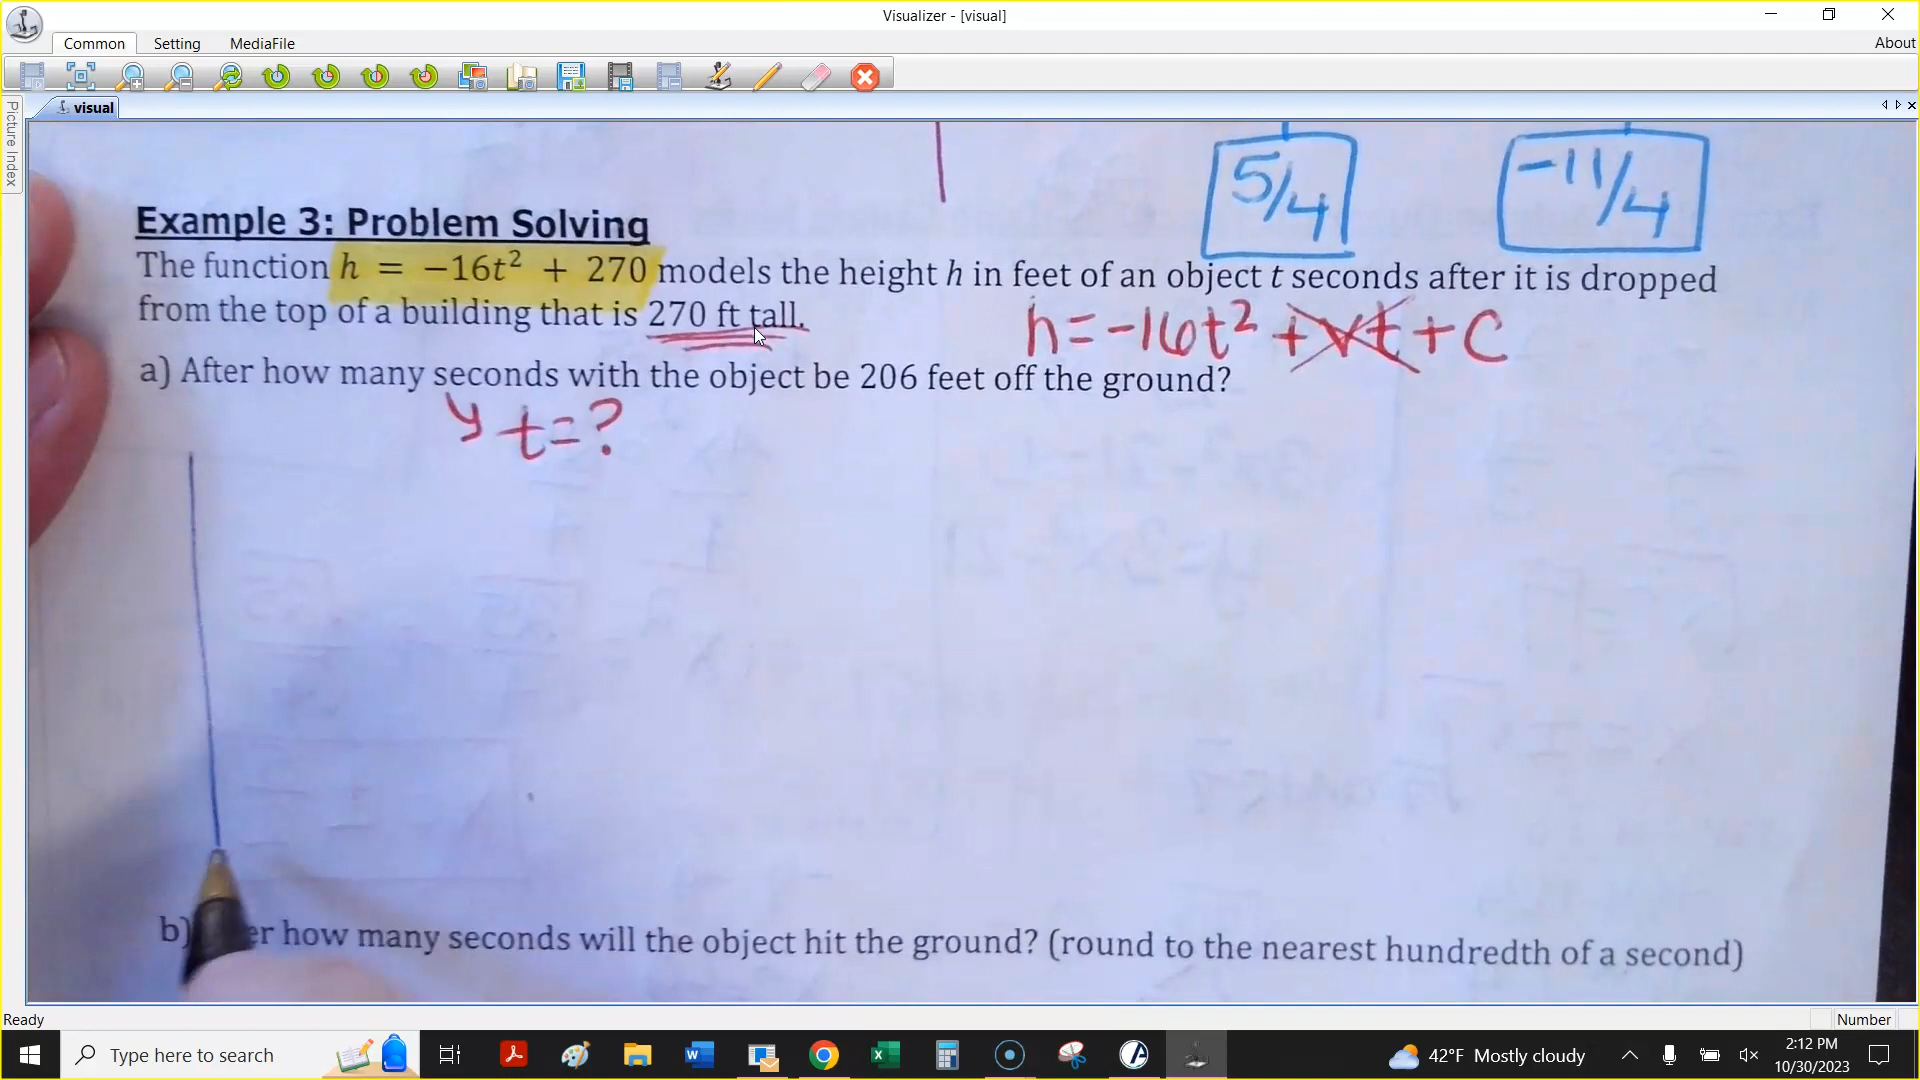 Visualizer - [visual]
Common Setting MediaFile About
Picture Index
visual
5/4 -11/4
Example 3: Problem Solving
The function h = −16t² + 270 models the height h in feet of an object t seconds after it is dropped
from the top of a building that is 270 ft tall.
h=-16t² +vt +C
a) After how many seconds with the object be 206 feet off the ground?
t=?
b) er how many seconds will the object hit the ground? (round to the nearest hundredth of a second)
Ready Number
Type here to search 42°F Mostly cloudy 2:12 PM
10/30/2023